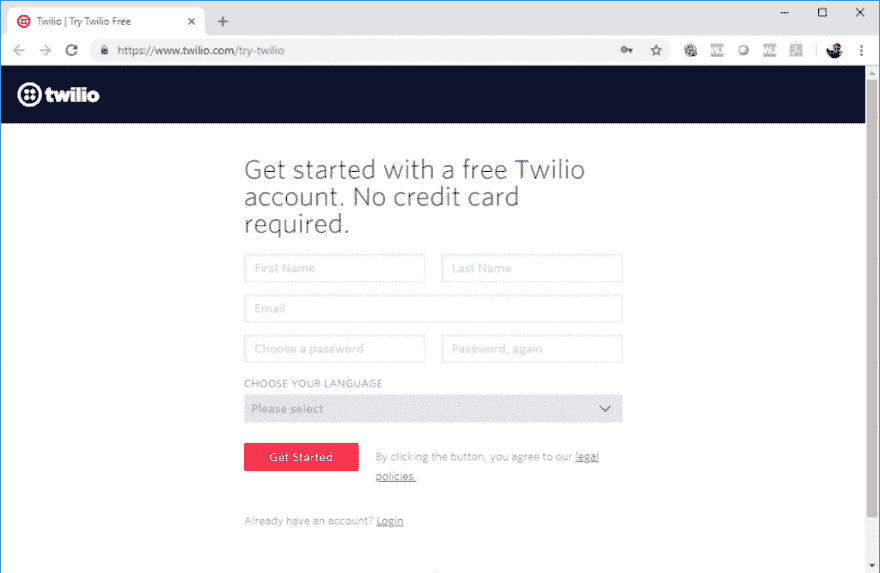 Twilio | Try Twilio Free
https://www.twilio.com/try-twilio
twilio
Get started with a free Twilio
account. No credit card
required.
First Name
Last Name
Email
Choose a password
Password, again
CHOOSE YOUR LANGUAGE
Please select
Get Started
By clicking the button, you agree to our legal
policies.
Already have an account? Login